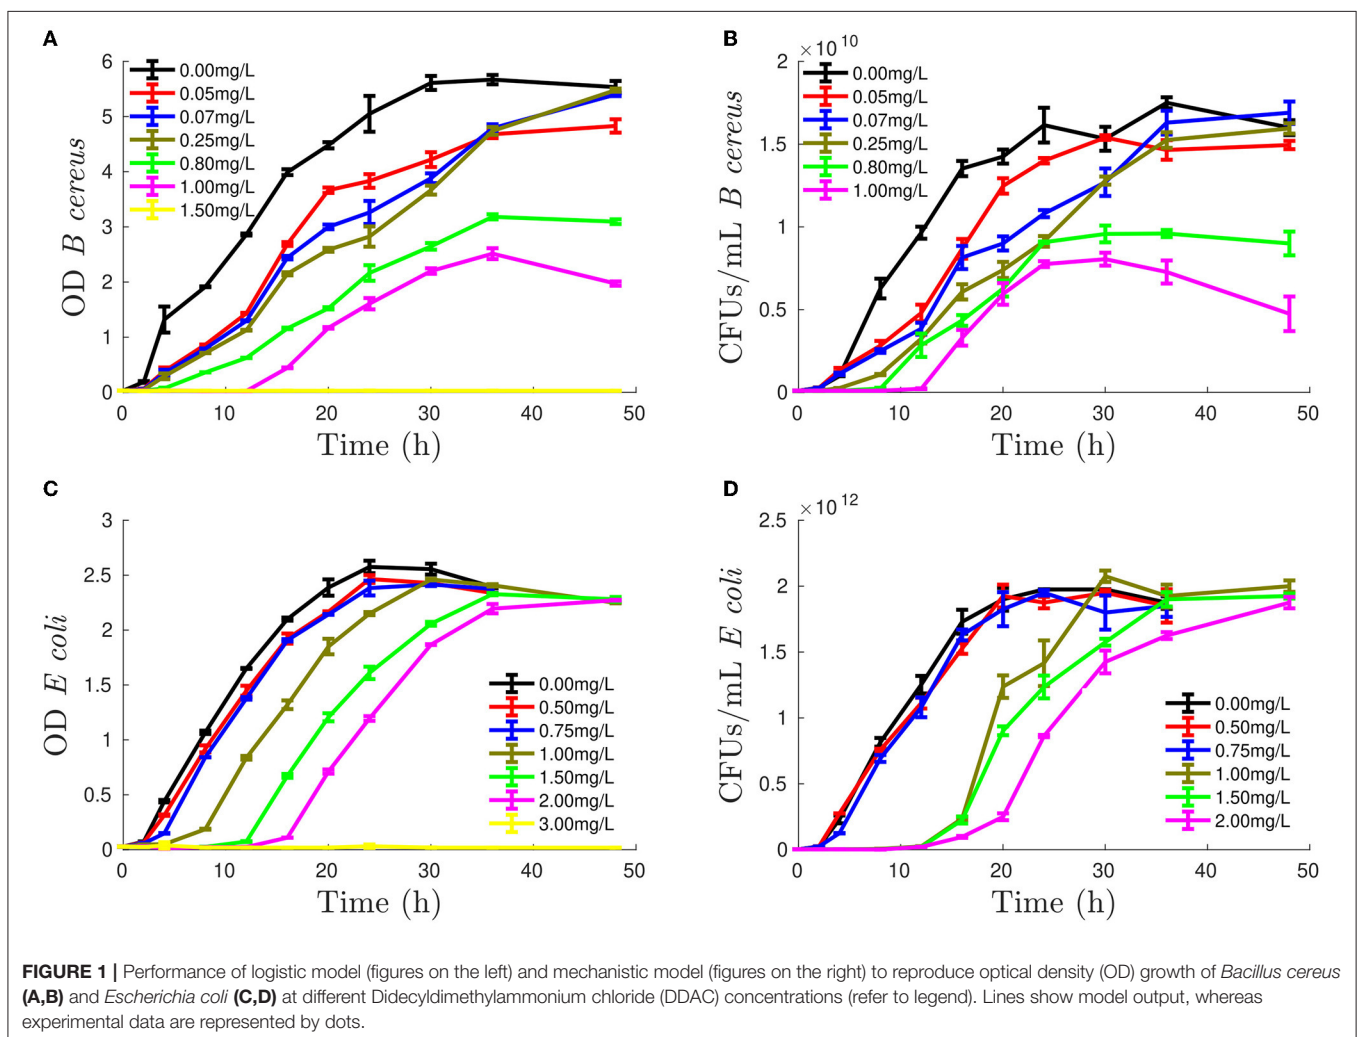 A
6
5
4
3
2
1
0
0
10
20
30
40
50
OD B cereus
Time (h)
0.00mg/L
0.05mg/L
0.07mg/L
0.25mg/L
0.80mg/L
1.00mg/L
1.50mg/L
B
×10 10
2
1.5
1
0.5
0
0
10
20
30
40
50
CFUs/mL B cereus
Time (h)
0.00mg/L
0.05mg/L
0.07mg/L
0.25mg/L
0.80mg/L
1.00mg/L
C
3
2.5
2
1.5
1
0.5
0
0
10
20
30
40
50
OD E coli
Time (h)
0.00mg/L
0.50mg/L
0.75mg/L
1.00mg/L
1.50mg/L
2.00mg/L
3.00mg/L
D
×10 12
2.5
2
1.5
1
0.5
0
0
10
20
30
40
50
CFUs/mL E coli
Time (h)
0.00mg/L
0.50mg/L
0.75mg/L
1.00mg/L
1.50mg/L
2.00mg/L
FIGURE 1 | Performance of logistic model (figures on the left) and mechanistic model (figures on the right) to reproduce optical density (OD) growth of Bacillus cereus
(A,B) and Escherichia coli (C,D) at different Didecyldimethylammonium chloride (DDAC) concentrations (refer to legend). Lines show model output, whereas
experimental data are represented by dots.